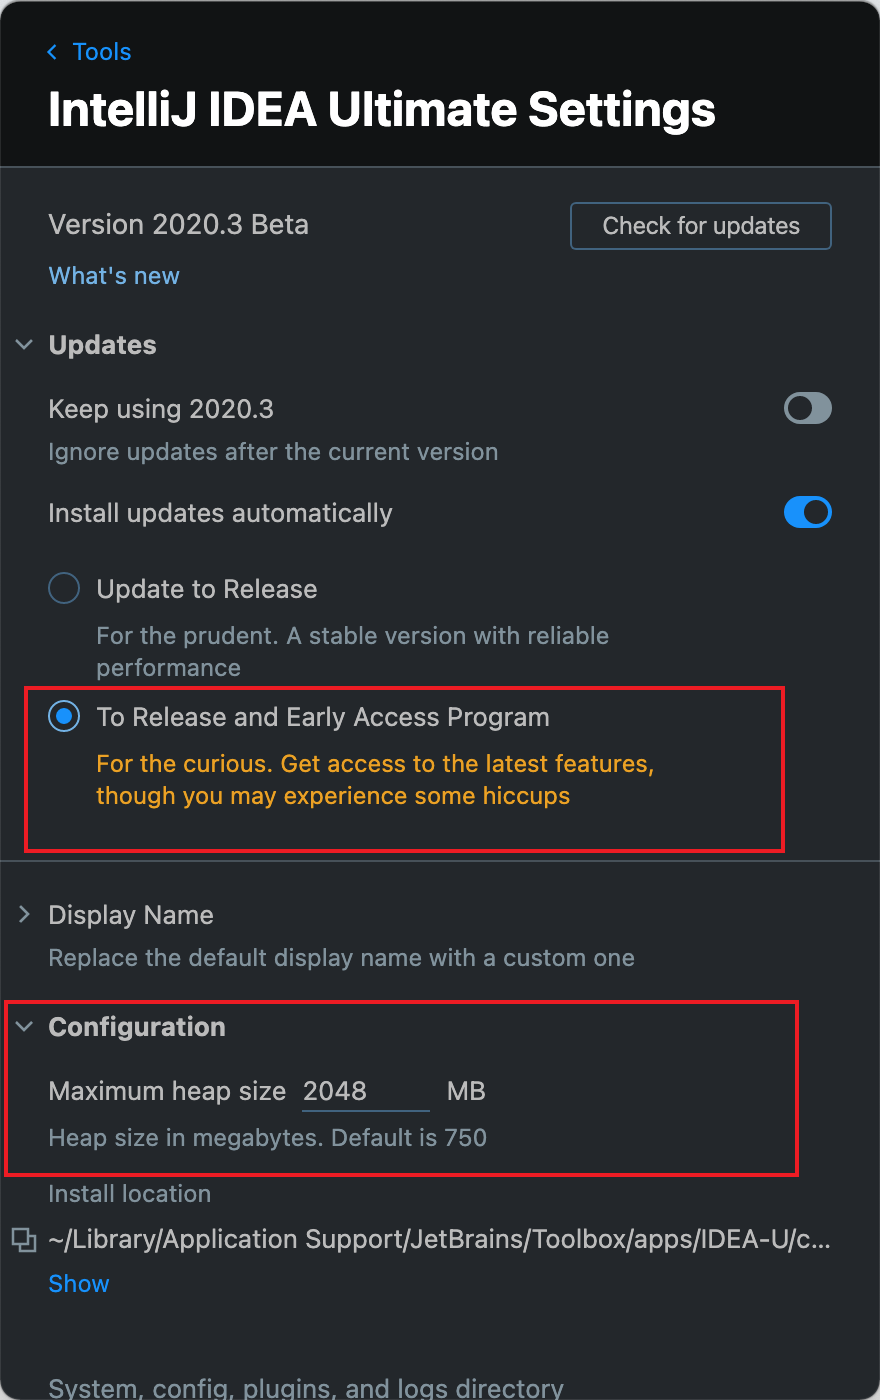 Tools
IntelliJ IDEA Ultimate Settings
Version 2020.3 Beta
Check for updates
What's new
Updates
Keep using 2020.3
Ignore updates after the current version
Install updates automatically
Update to Release
For the prudent. A stable version with reliable
performance
To Release and Early Access Program
For the curious. Get access to the latest features,
though you may experience some hiccups
Display Name
Replace the default display name with a custom one
Configuration
Maximum heap size 2048 MB
Heap size in megabytes. Default is 750
Install location
~/Library/Application Support/JetBrains/Toolbox/apps/IDEA-U/c...
Show
System, config, plugins, and logs directory